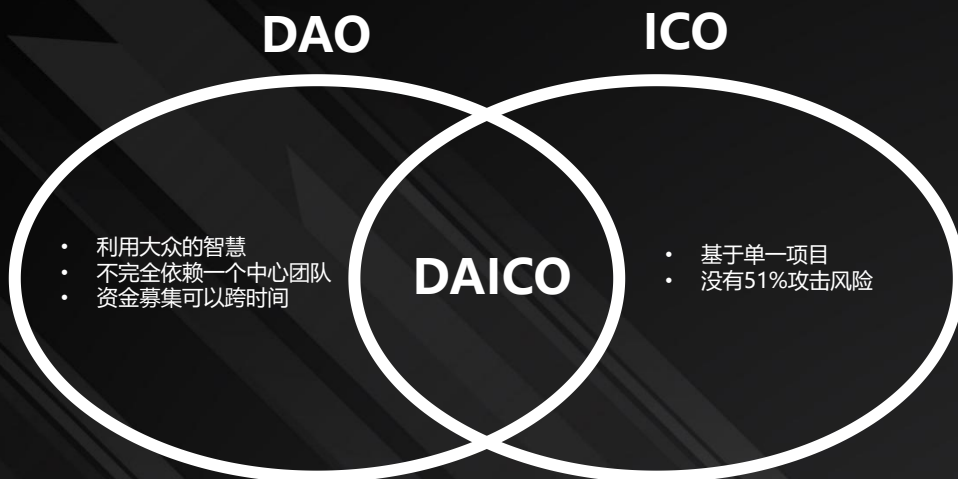 DAO
ICO
• 利用大众的智慧
• 不完全依赖一个中心团队
• 资金募集可以跨时间
DAICO
• 基于单一项目
• 没有51%攻击风险